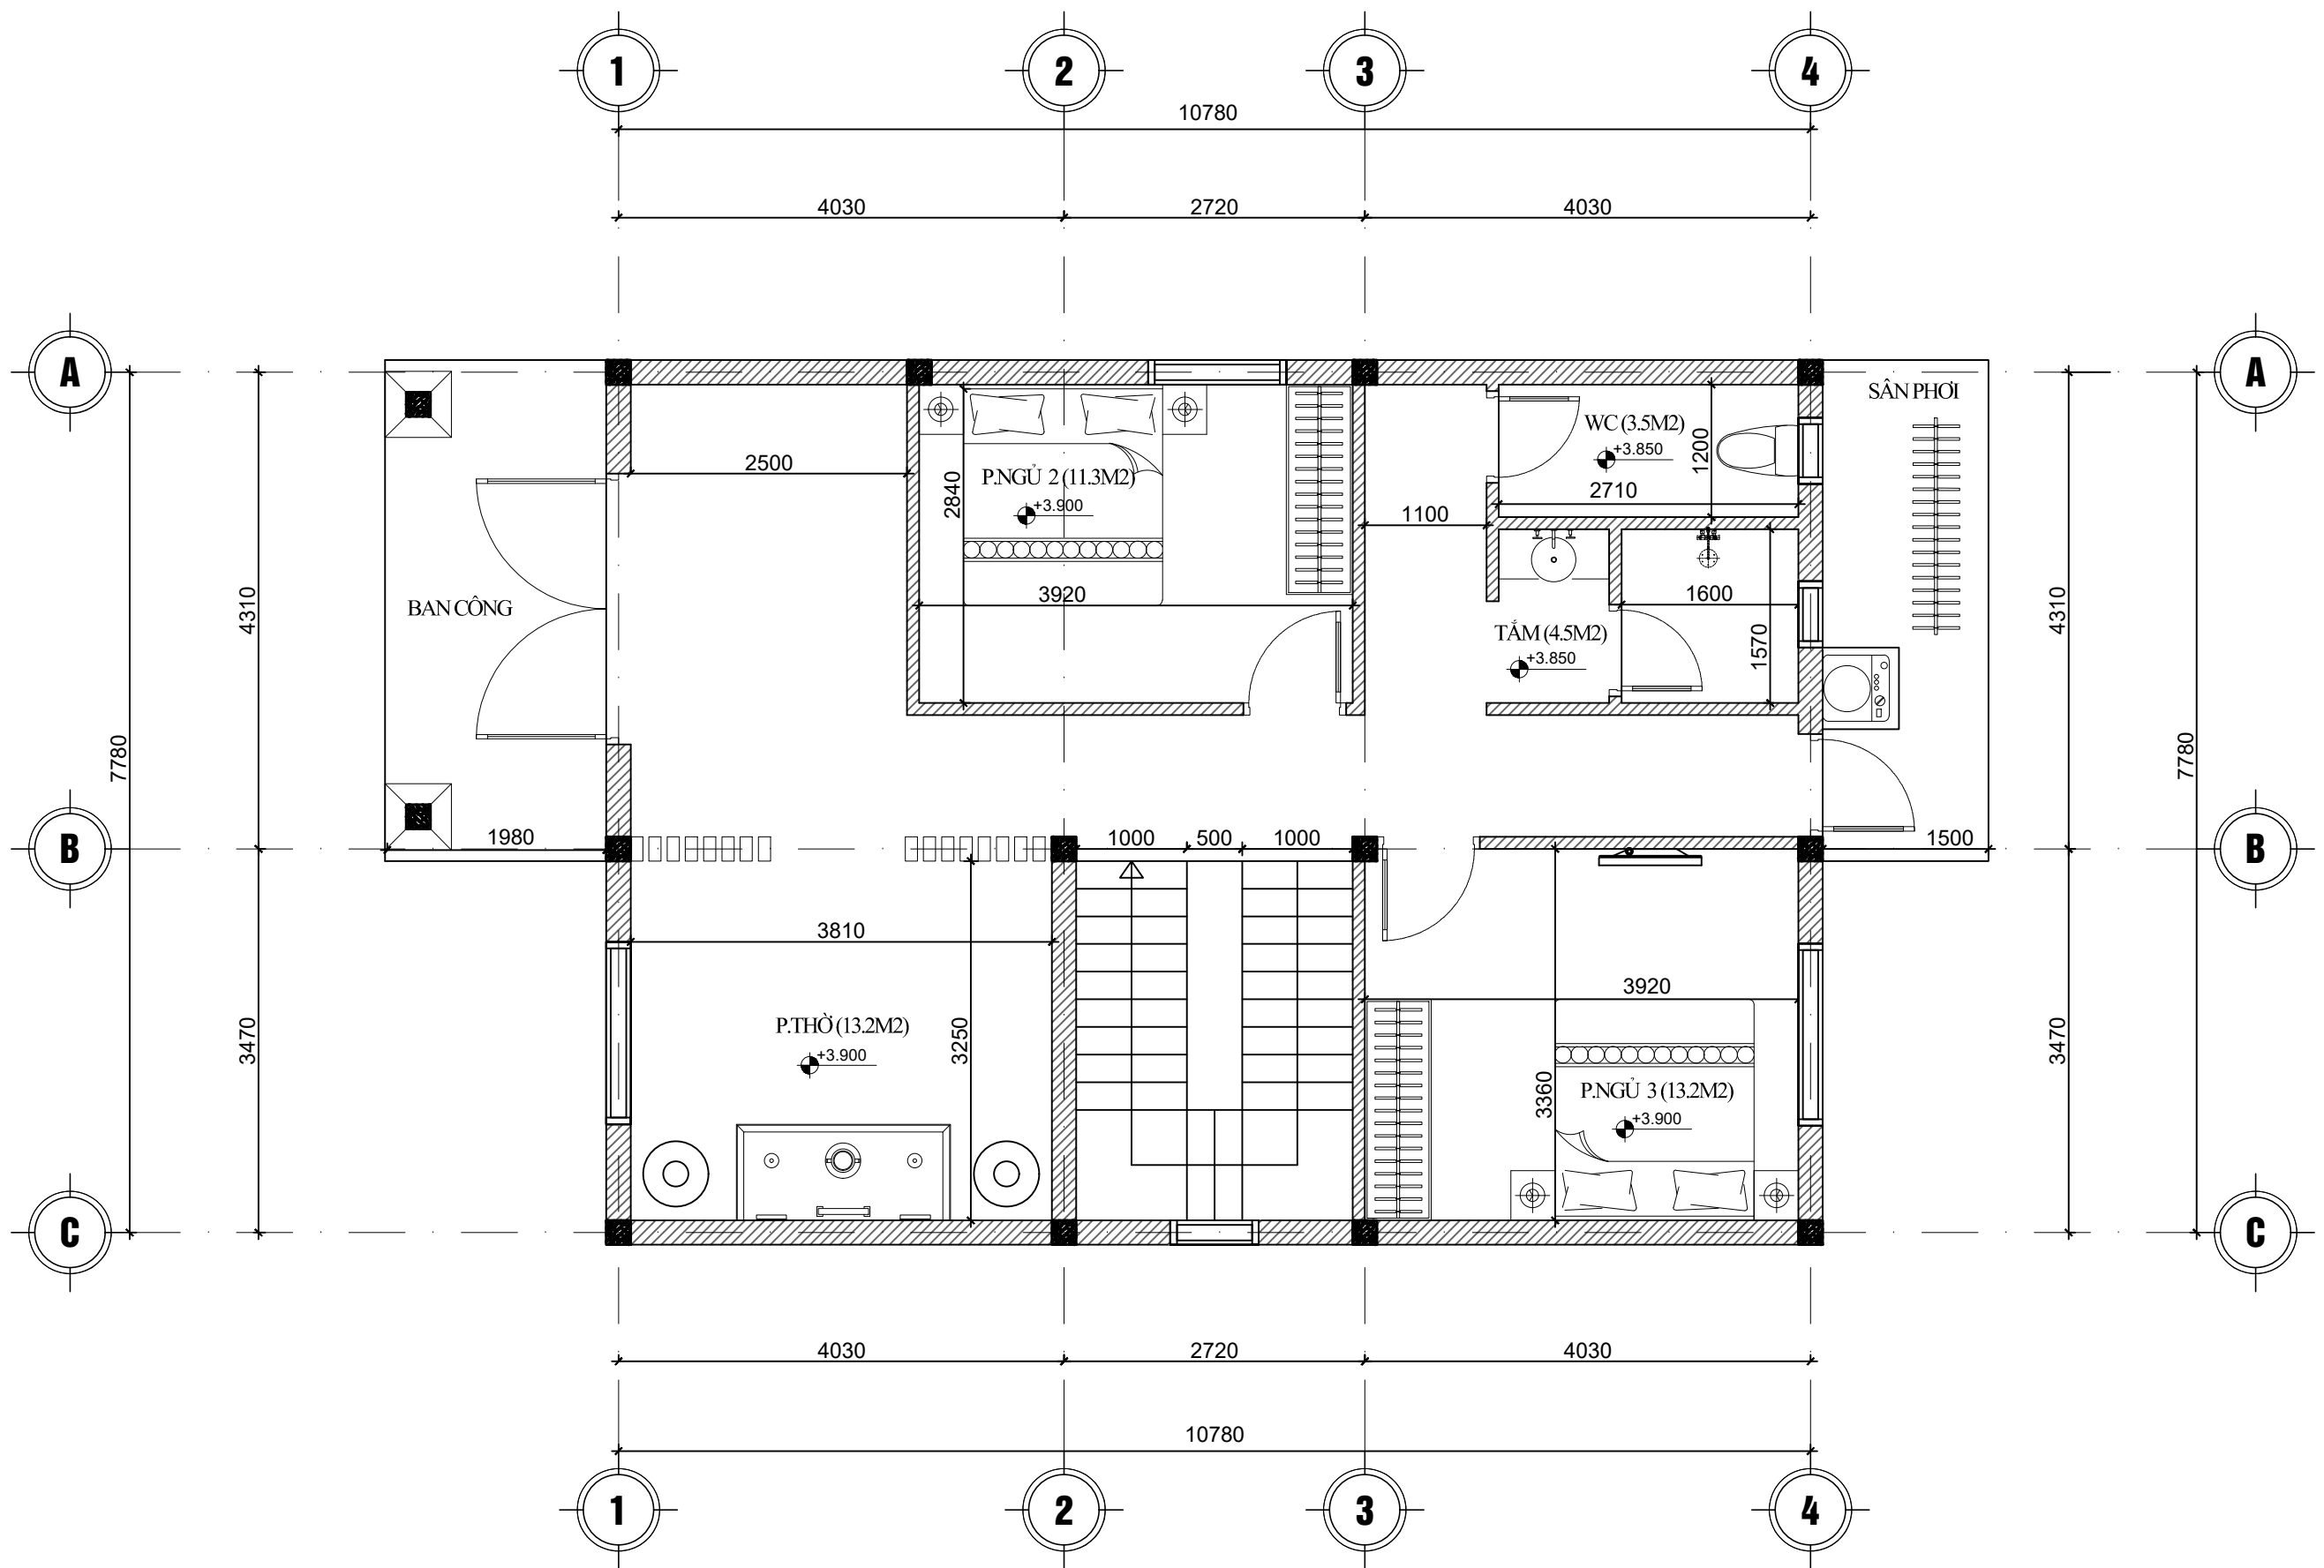 1 2 3 4
10780
4030 2720 4030
A A
SÂN PHƠI
WC (3.5M2)
+3.850
1200
2500
2710
P.NGỦ 2 (11.3M2)
+3.900
2840
1100
3920
1600
BAN CÔNG
4310 4310
TẮM (4.5M2)
+3.850
1570
7780 7780
1980
1000 500 1000
1500
B B
3810
3920
P.THỜ (13.2M2)
+3.900
3250
3470 3470
3360
P.NGỦ 3 (13.2M2)
+3.900
C C
4030 2720 4030
10780
1 2 3 4